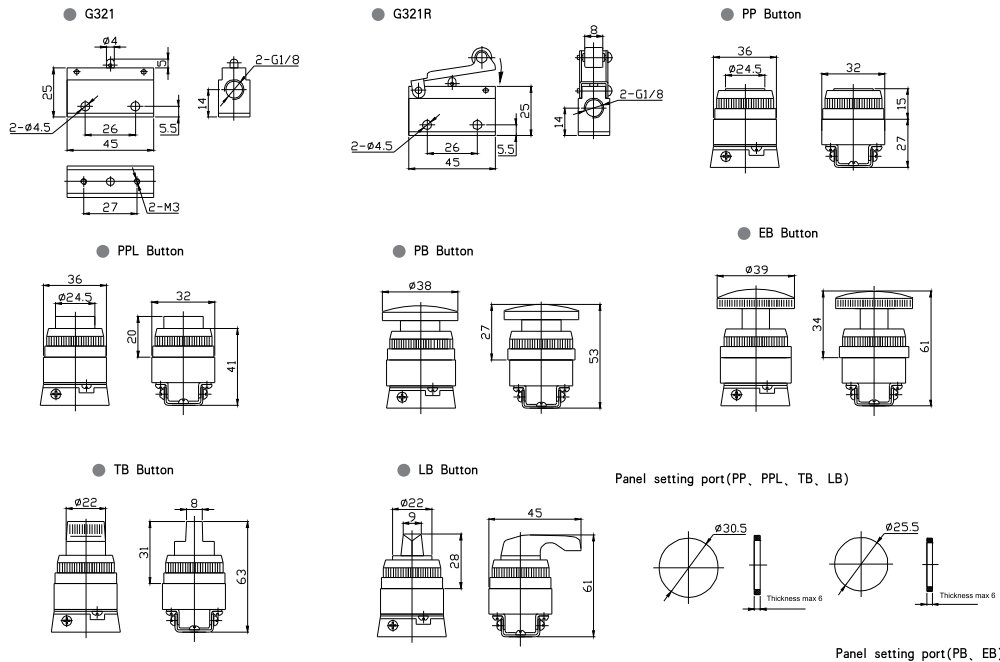 G321
G321R
PP Button
ø4
5
25
2-ø4.5
26
45
5.5
14
2-G1/8
27
2-M3
8
2-G1/8
14
25
5.5
2-ø4.5
26
45
36
ø24.5
32
15
27
PPL Button
PB Button
EB Button
36
ø24.5
32
20
41
ø38
27
53
ø39
34
61
TB Button
LB Button
Panel setting port(PP、PPL、TB、LB)
ø22
8
31
63
ø22
9
28
45
61
ø30.5
Thickness max 6
ø25.5
Thickness max 6
Panel setting port(PB、EB)